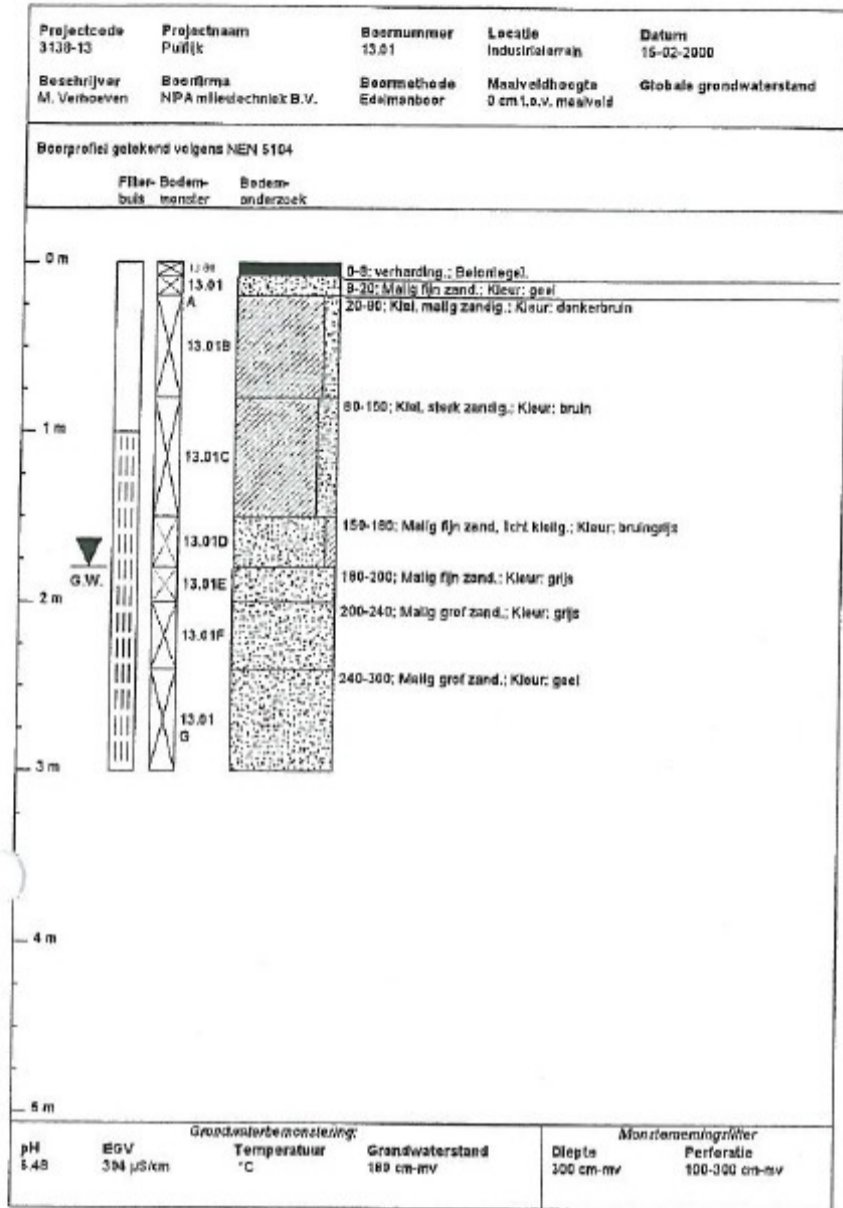 Projectcode Projectnaam Boornummer Locatie Datum
3138-13 Puiflijk 13.01 Industrieterrein 15-02-2000
Beschrijver Boorfirma Boormethode Maaiveldhoogte Globale grondwaterstand
M. Verhoeven NIPA milieutechniek B.V. Edelmanboor 0 cm t.o.v. maaiveld
Boorprofiel getekend volgens NEN 5104
Filter- Bodem- Bodem-
buis monster onderzoek
0 m
0-8; verharding.; Betontegel.
13.01
A
8-20; Matig fijn zand.; Kleur: geel
20-80; Klei, matig zandig.; Kleur: donkerbruin
13.01B
80-150; Klei, sterk zandig.; Kleur: bruin
1 m
13.01C
150-180; Matig fijn zand, licht kleiig.; Kleur: bruingrijs
13.01D
G.W.
13.01E
180-200; Matig fijn zand.; Kleur: grijs
2 m
200-240; Matig grof zand.; Kleur: grijs
13.01F
240-300; Matig grof zand.; Kleur: geel
13.01
G
3 m
4 m
5 m
Grondwaterbemonstering: Monsternemingsfilter
pH EGV Temperatuur Grondwaterstand Diepte Perforatie
394 µS/cm °C 180 cm-mv 300 cm-mv 100-300 cm-mv